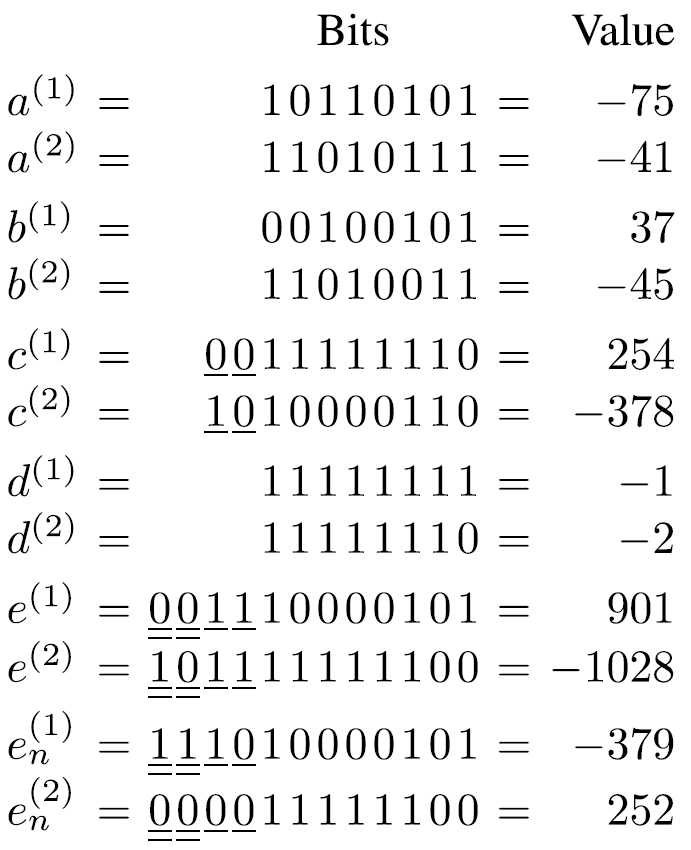 Bits Value
a^(1) = 10110101 = −75
a^(2) = 11010111 = −41
b^(1) = 00100101 = 37
b^(2) = 11010011 = −45
c^(1) = 0011111110 = 254
c^(2) = 1010000110 = −378
d^(1) = 11111111 = −1
d^(2) = 11111110 = −2
e^(1) = 001110000101 = 901
e^(2) = 101111111100 = −1028
e_n^(1) = 111010000101 = −379
e_n^(2) = 000011111100 = 252